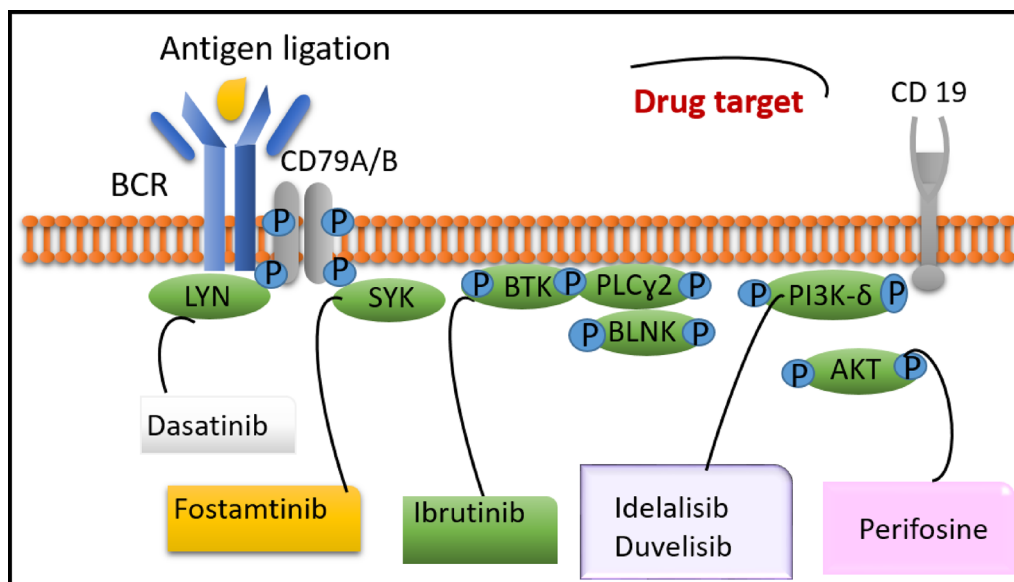 Antigen ligation
Drug target
CD 19
CD79A/B
BCR
P
P
P
P
LYN
SYK
P
BTK
P
PLCɣ2
P
P
BLNK
P
P
PI3K-δ
P
P
AKT
P
Dasatinib
Fostamtinib
Ibrutinib
Idelalisib
Duvelisib
Perifosine